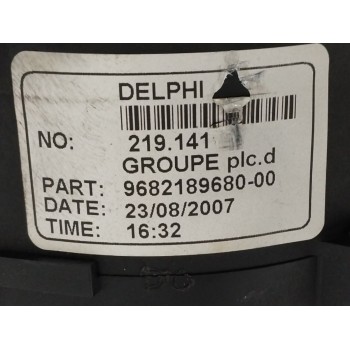 DELPHI
NO: 219.141
GROUPE plc.d
PART: 9682189680-00
DATE: 23/08/2007
TIME: 16:32